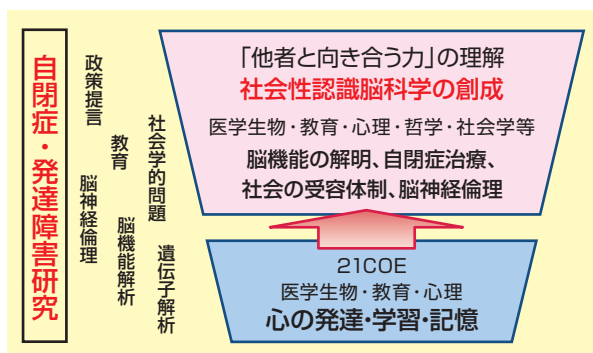 自閉症・発達障害研究
政策提言
教育
脳神経倫理
社会学的問題
脳機能解析
遺伝子解析
「他者と向き合う力」の理解
社会性認識脳科学の創成
医学生物・教育・心理・哲学・社会学等
脳機能の解明、自閉症治療、
社会の受容体制、脳神経倫理
21COE
医学生物・教育・心理
心の発達・学習・記憶